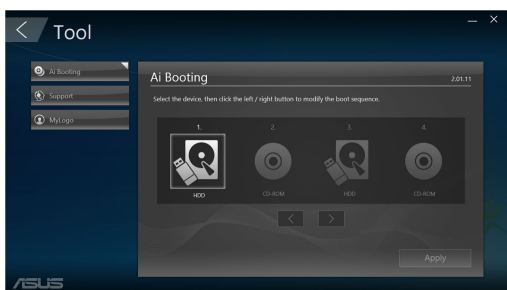 Tool
Ai Booting
Support
MyLogo
Ai Booting
2.01.11
Select the device, then click the left / right button to modify the boot sequence.
1. 2. 3. 4.
HDD CD-ROM HDD CD-ROM
Apply
ASUS